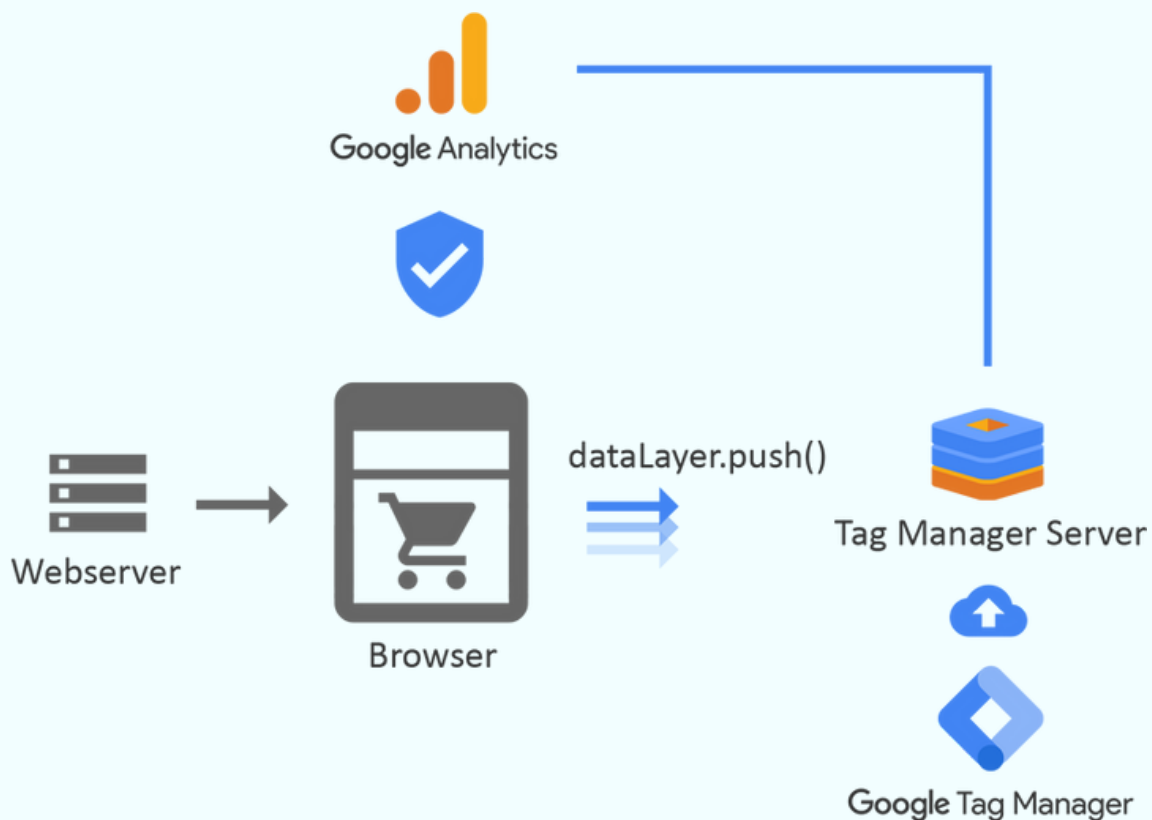 Google Analytics
dataLayer.push()
Tag Manager Server
Webserver
Browser
Google Tag Manager